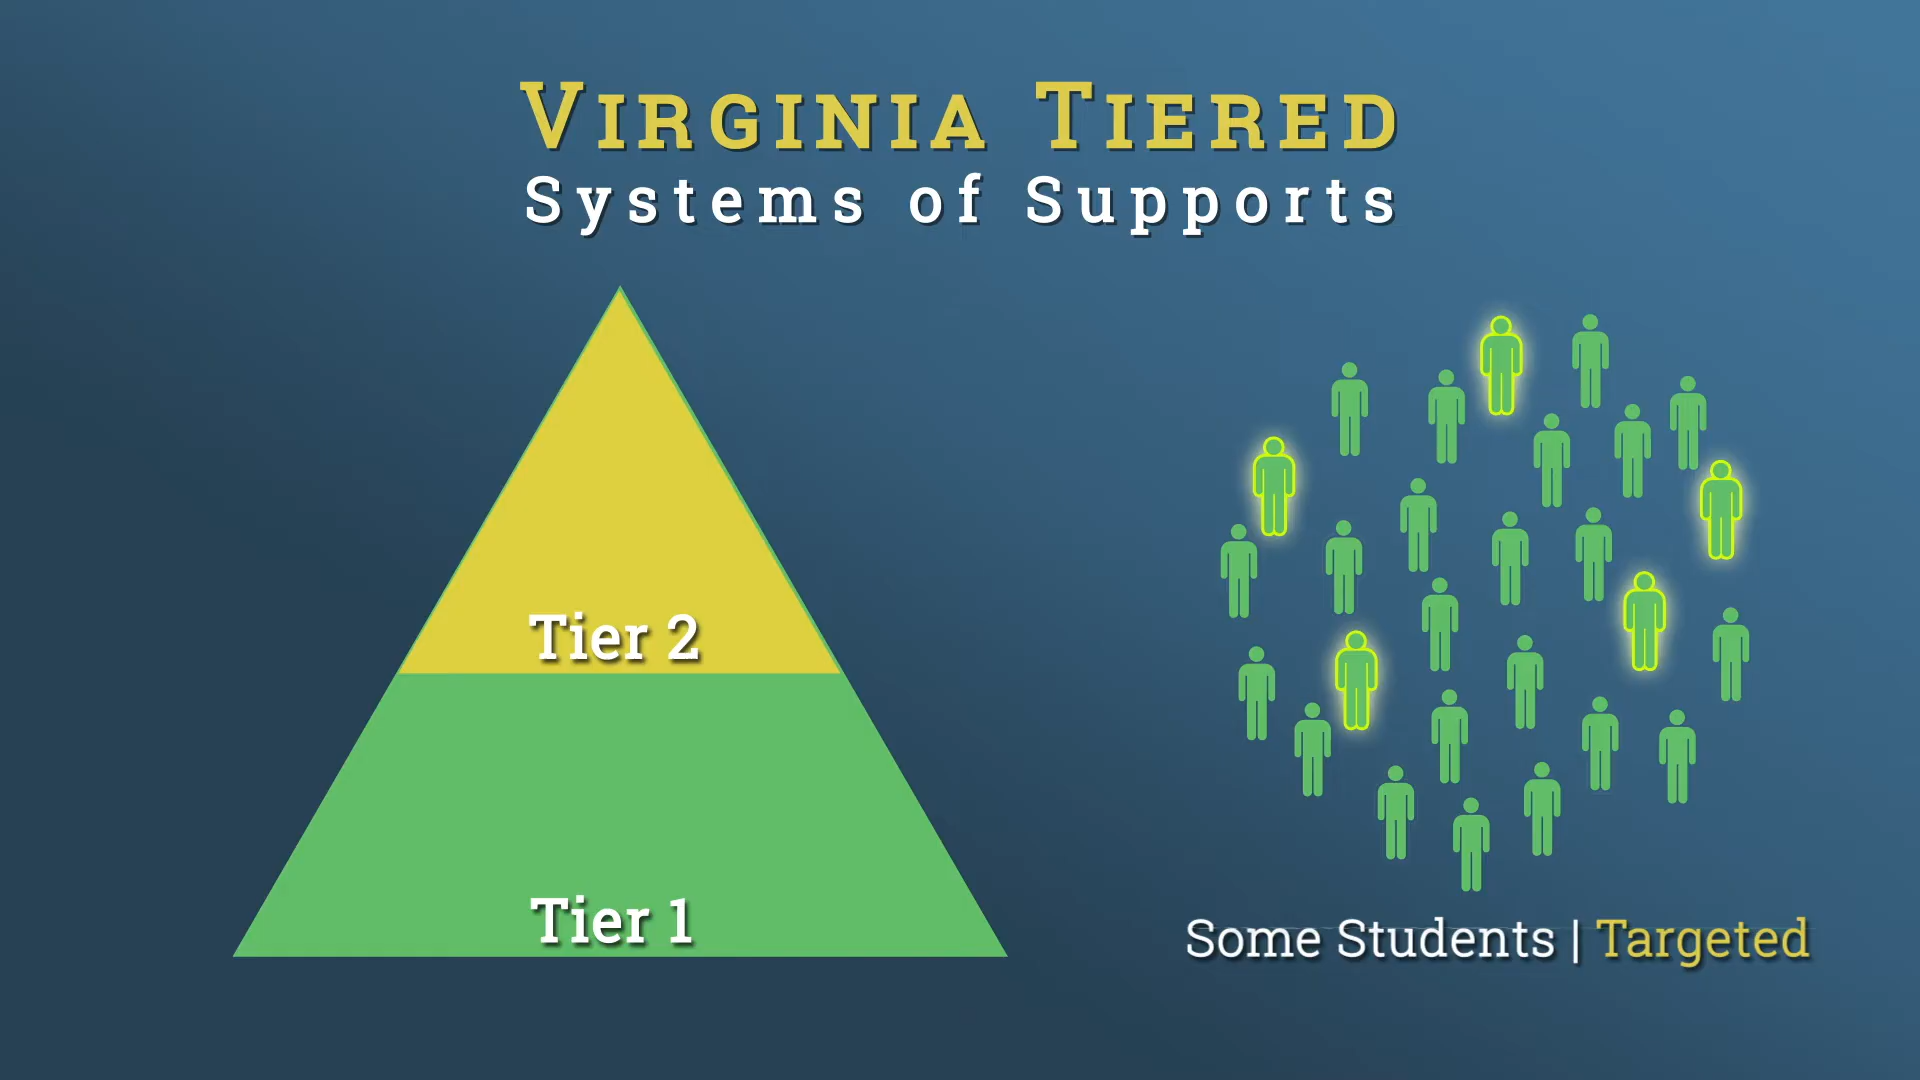 VIRGINIA TIERED
Systems of Supports
Tier 2
Tier 1
Some Students | Targeted